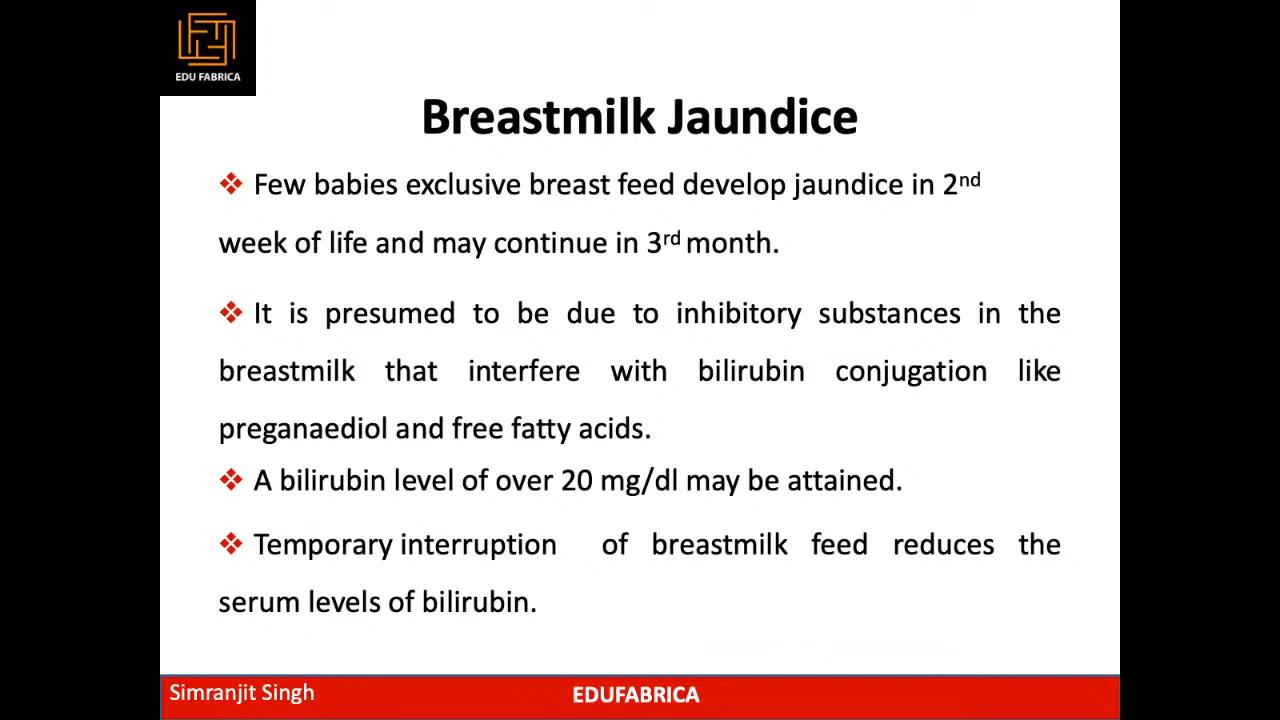 EDU FABRICA
Breastmilk Jaundice
❖ Few babies exclusive breast feed develop jaundice in 2nd
week of life and may continue in 3rd month.
❖ It is presumed to be due to inhibitory substances in the
breastmilk that interfere with bilirubin conjugation like
preganaediol and free fatty acids.
❖ A bilirubin level of over 20 mg/dl may be attained.
❖ Temporary interruption of breastmilk feed reduces the
serum levels of bilirubin.
Simranjit Singh
EDUFABRICA